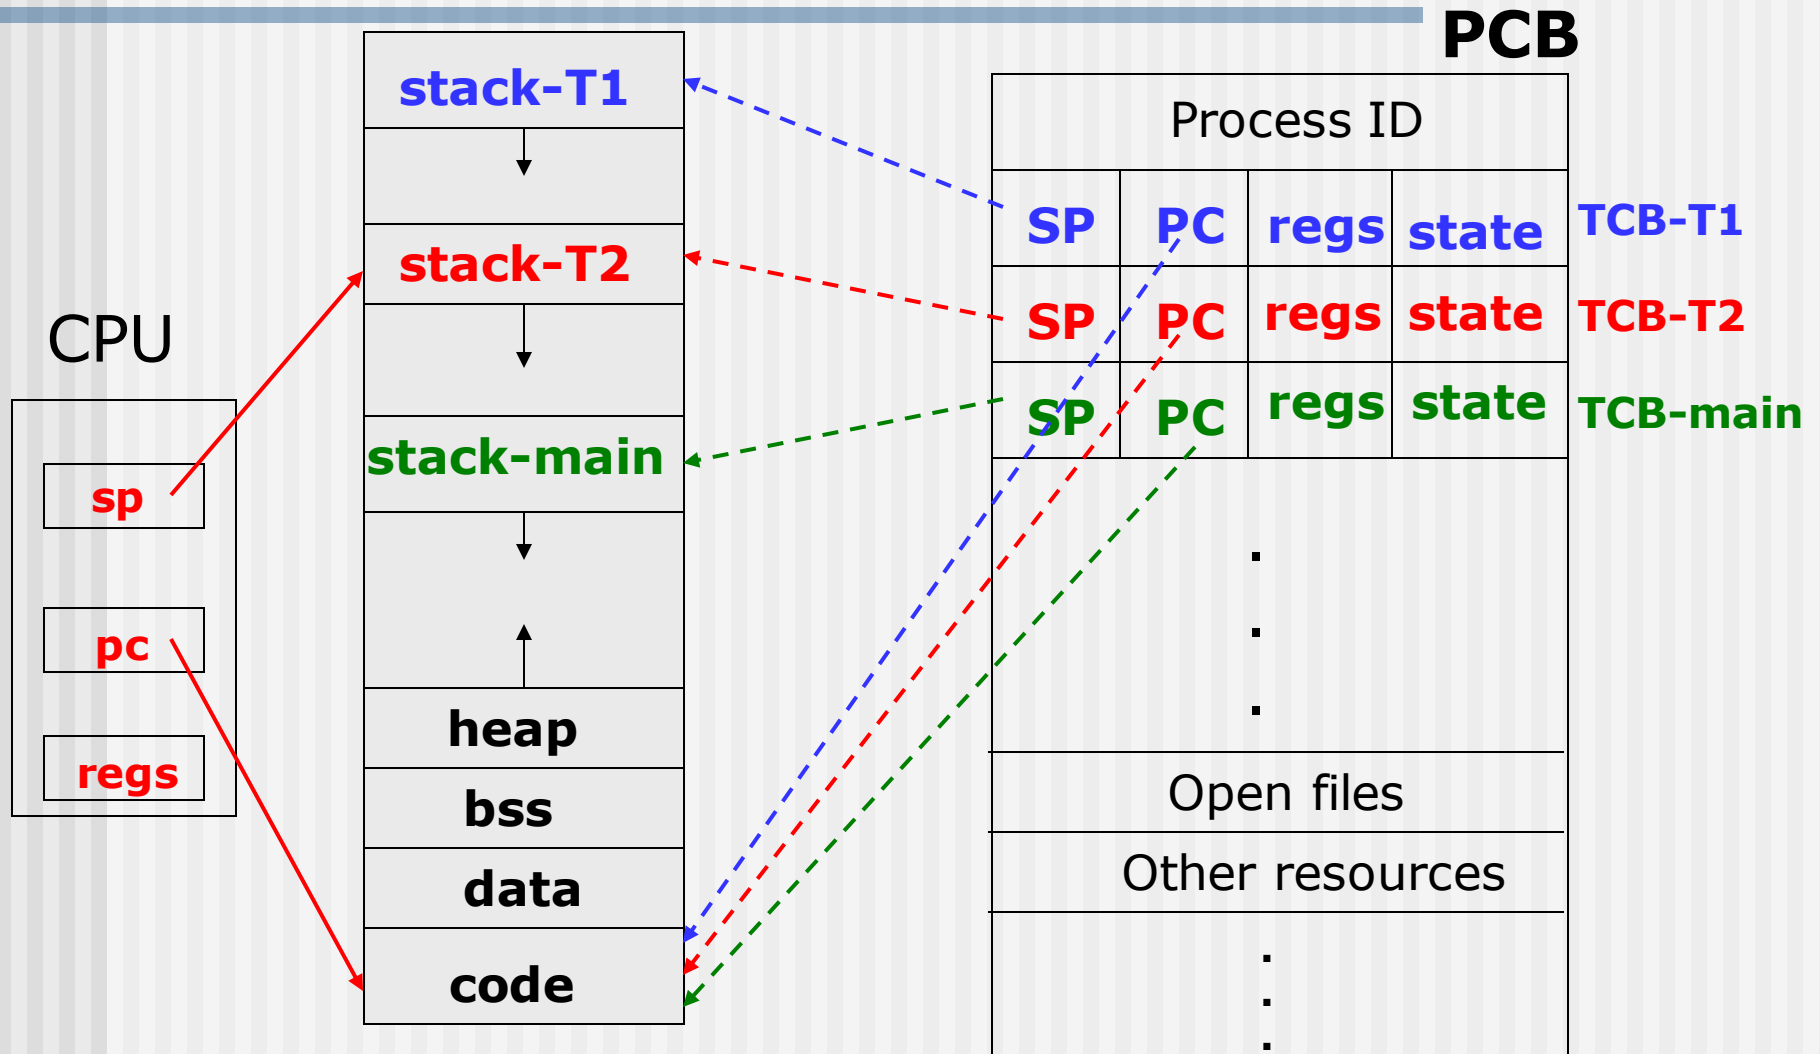 PCB
stack-T1
Process ID
SP PC regs state TCB-T1
stack-T2
SP PC regs state TCB-T2
CPU
SP PC regs state TCB-main
stack-main
sp
pc
heap
regs
bss
Open files
data
Other resources
code